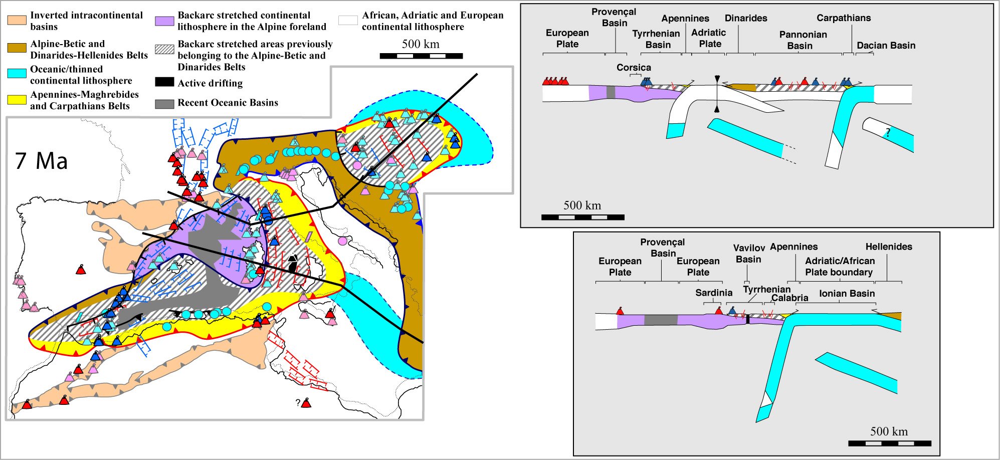 Inverted intracontinental
basins
Alpine-Betic and
Dinarides-Hellenides Belts
Oceanic/thinned
continental lithosphere
Apennines-Maghrebides
and Carpathians Belts
Backarc stretched continental
lithosphere in the Alpine foreland
Backarc stretched areas previously
belonging to the Alpine-Betic and
Dinarides Belts
Active drifting
Recent Oceanic Basins
African, Adriatic and European
continental lithosphere
500 km
7 Ma
?
Provençal
Basin
Apennines
Dinarides
Carpathians
European
Plate
Tyrrhenian
Basin
Adriatic
Plate
Pannonian
Basin
Dacian Basin
Corsica
?
500 km
Provençal
Basin
Vavilov
Basin
Apennines
Hellenides
European
Plate
European
Plate
Adriatic/African
Plate boundary
Sardinia
Tyrrhenian
Calabria
Ionian Basin
500 km